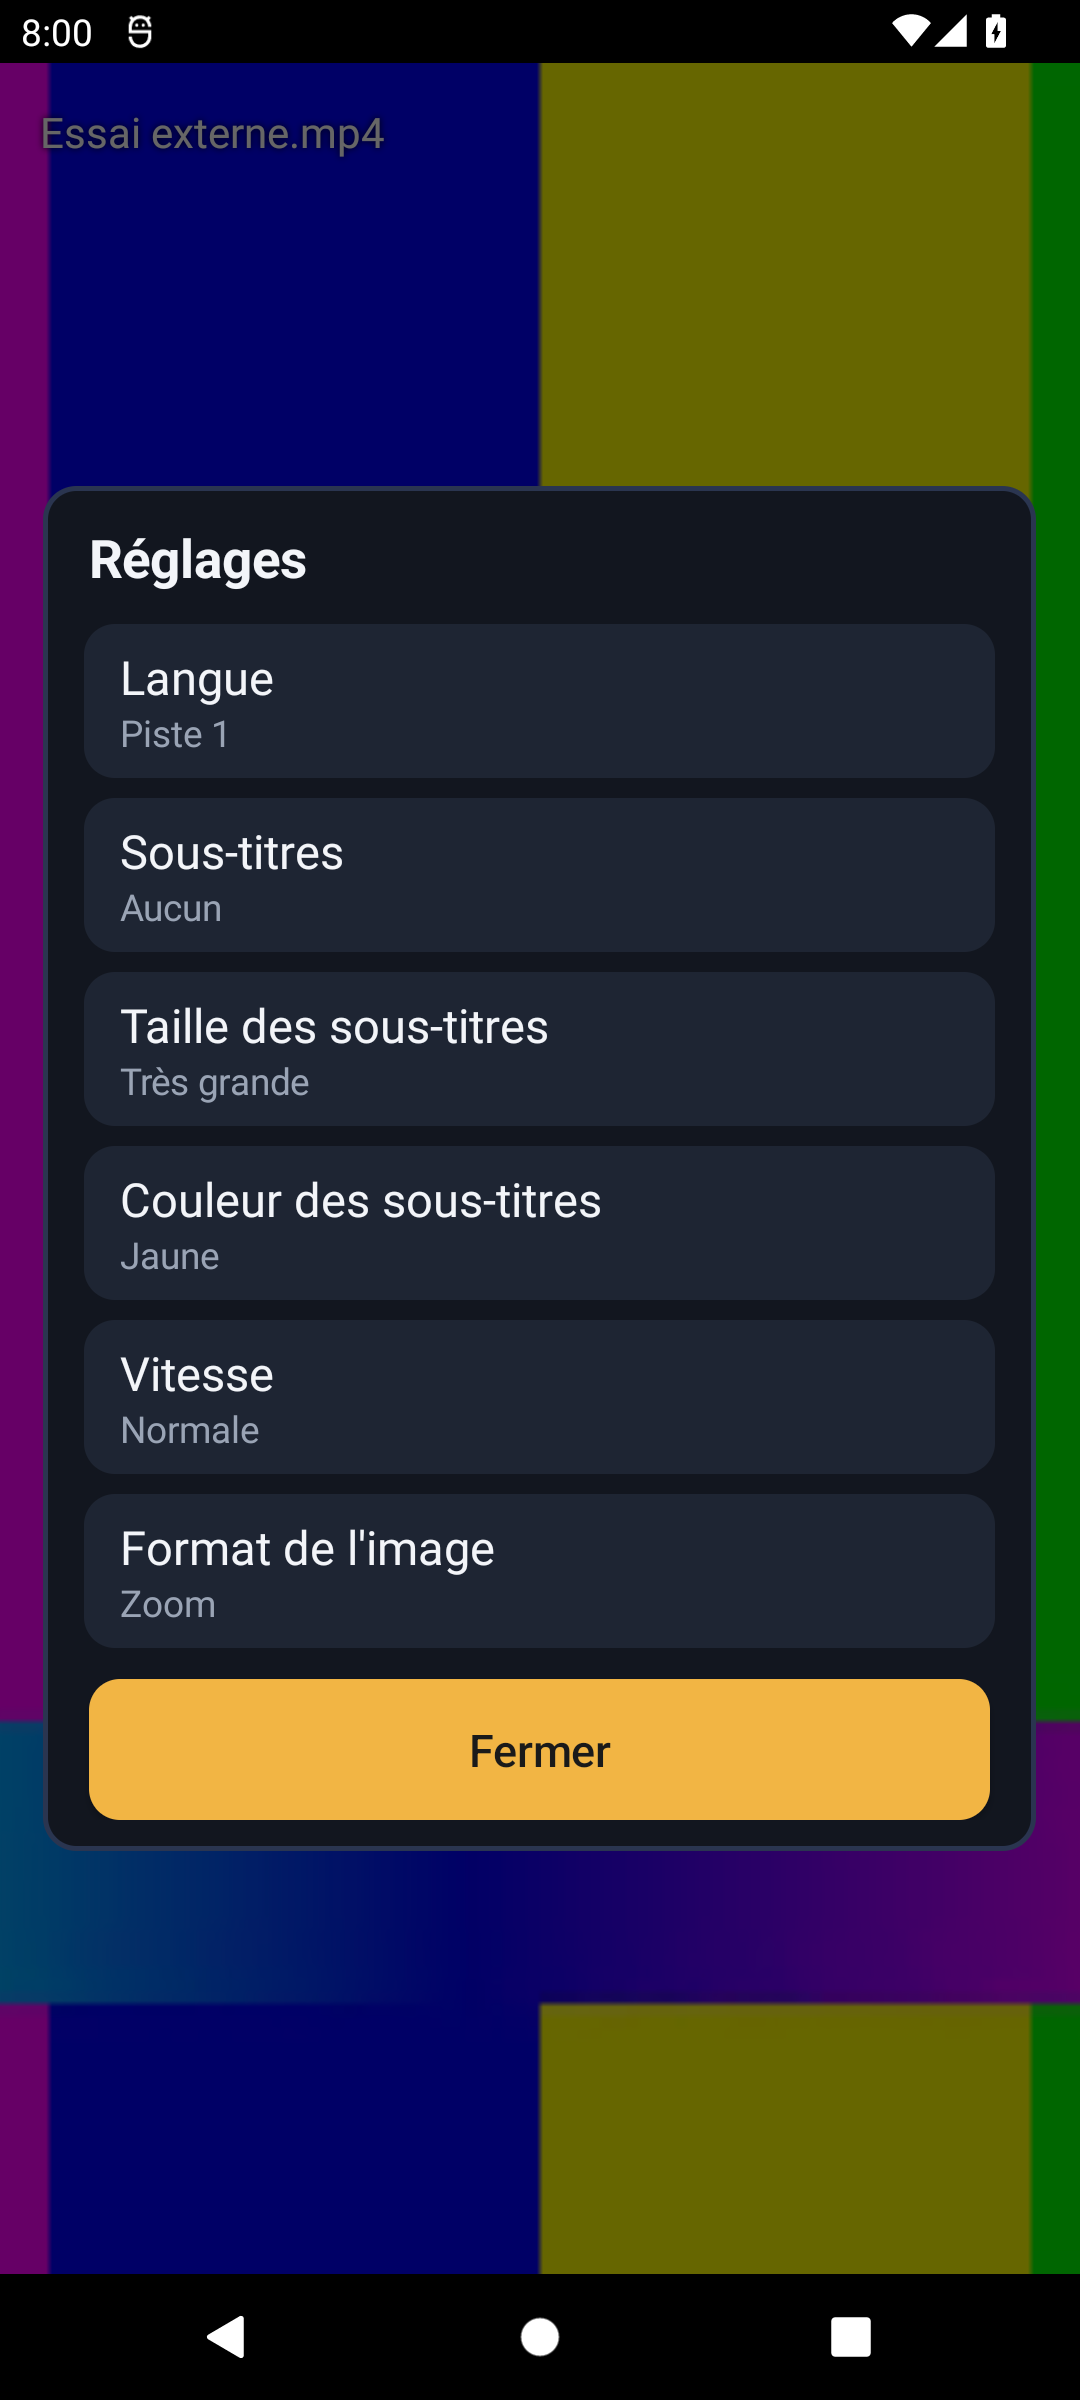 8:00
Essai externe.mp4
Réglages
Langue
Piste 1
Sous-titres
Aucun
Taille des sous-titres
Très grande
Couleur des sous-titres
Jaune
Vitesse
Normale
Format de l'image
Zoom
Fermer